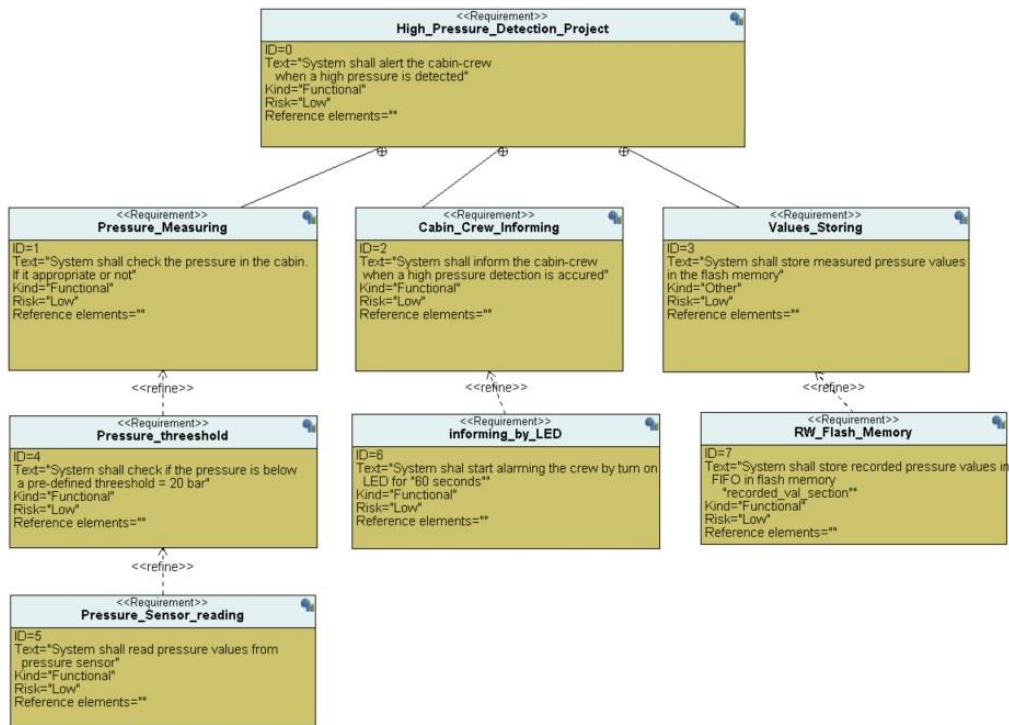 <<Requirement>>
High_Pressure_Detection_Project
ID=0
Text="System shall alert the cabin-crew
when a high pressure is detected"
Kind="Functional"
Risk="Low"
Reference elements=""
<<Requirement>>
Pressure_Measuring
ID=1
Text="System shall check the pressure in the cabin.
If it appropriate or not"
Kind="Functional"
Risk="Low"
Reference elements=""
<<Requirement>>
Cabin_Crew_Informing
ID=2
Text="System shall inform the cabin-crew
when a high pressure detection is accured"
Kind="Functional"
Risk="Low"
Reference elements=""
<<Requirement>>
Values_Storing
ID=3
Text="System shall store measured pressure values
in the flash memory"
Kind="Other"
Risk="Low"
Reference elements=""
<<refine>>
<<refine>>
<<refine>>
<<Requirement>>
Pressure_threeshold
ID=4
Text="System shall check if the pressure is below
a pre-defined threeshold = 20 bar"
Kind="Functional"
Risk="Low"
Reference elements=""
<<Requirement>>
informing_by_LED
ID=6
Text="System shal start alarming the crew by turn on
LED for "60 seconds""
Kind="Functional"
Risk="Low"
Reference elements=""
<<Requirement>>
RW_Flash_Memory
ID=7
Text="System shall store recorded pressure values in
FIFO in flash memory
"recorded_val_section""
Kind="Functional"
Risk="Low"
Reference elements=""
<<refine>>
<<Requirement>>
Pressure_Sensor_reading
ID=5
Text="System shall read pressure values from
pressure sensor"
Kind="Functional"
Risk="Low"
Reference elements=""